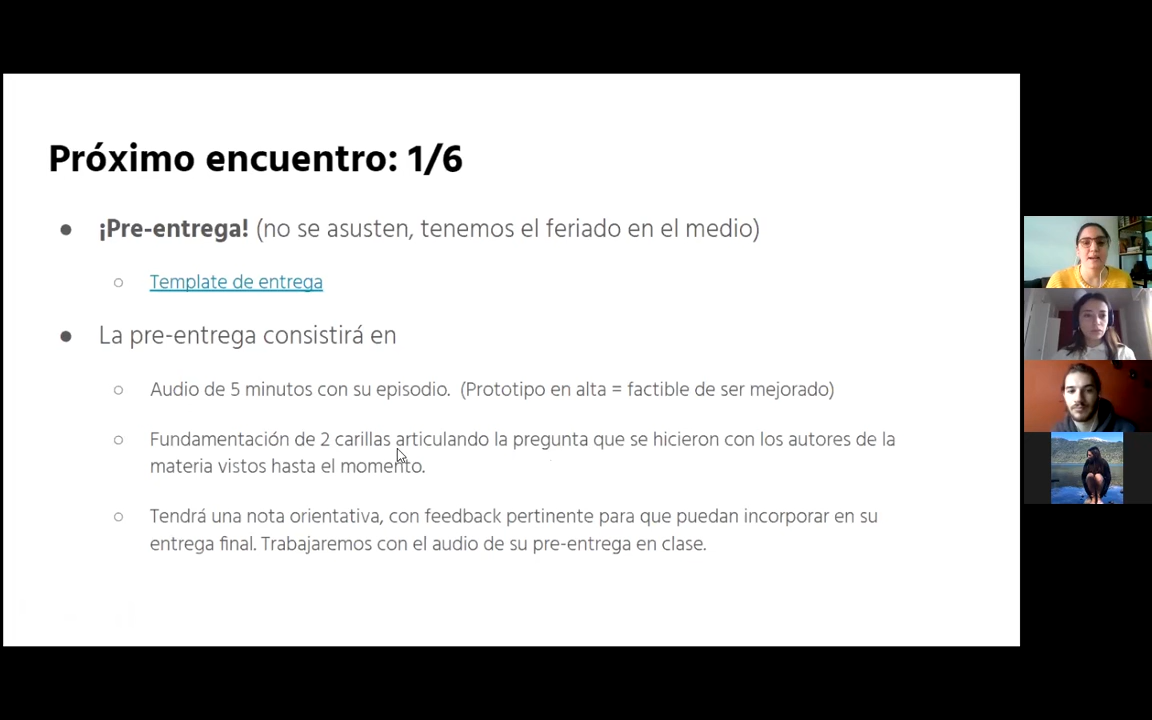 Próximo encuentro: 1/6
● ¡Pre-entrega! (no se asusten, tenemos el feriado en el medio)
○ Template de entrega
● La pre-entrega consistirá en
○ Audio de 5 minutos con su episodio.  (Prototipo en alta = factible de ser mejorado)
○ Fundamentación de 2 carillas articulando la pregunta que se hicieron con los autores de la
materia vistos hasta el momento.
○ Tendrá una nota orientativa, con feedback pertinente para que puedan incorporar en su
entrega final. Trabajaremos con el audio de su pre-entrega en clase.